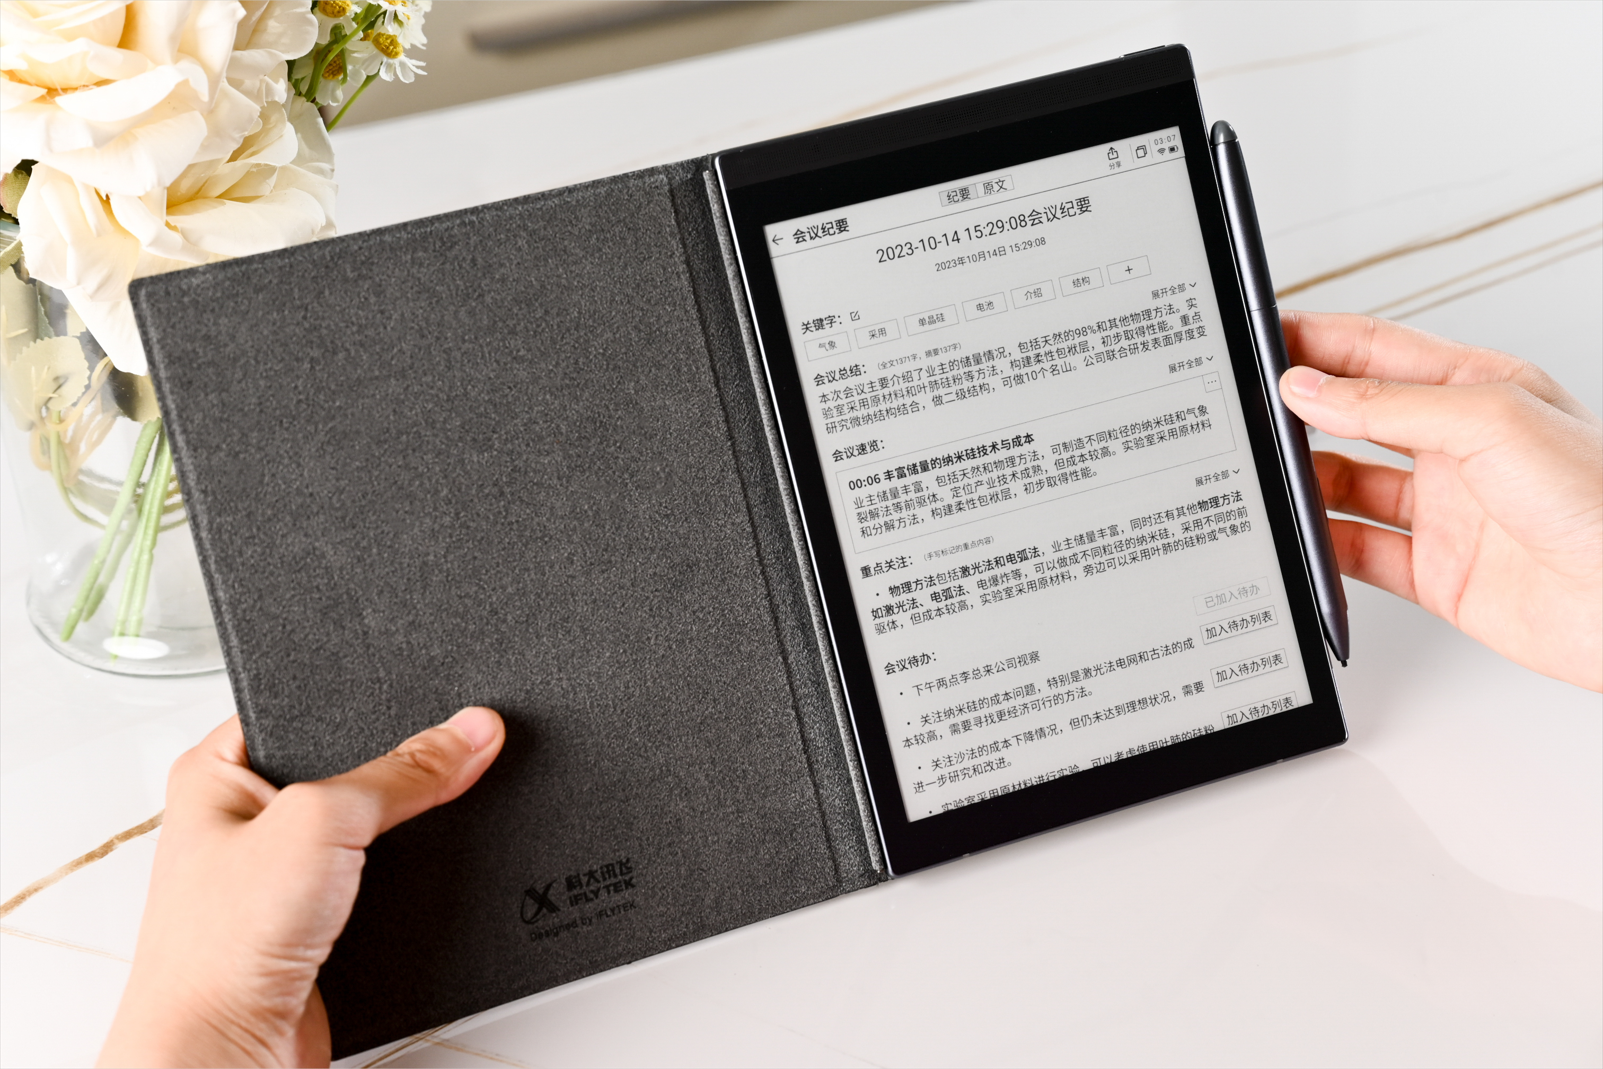 03:07
分享
纪要 原文
← 会议纪要
2023-10-14 15:29:08会议纪要
2023年10月14日 15:29:08
关键字：
气象 采用 单晶硅 电池 介绍 结构 +
展开全部
会议总结：（全文1371字，摘要137字）
本次会议主要介绍了业主的储量情况，包括天然的98%和其他物理方法。实
验室采用原材料和叶肺硅粉等方法，构建柔性包袱层，初步取得性能。重点
研究微纳结构结合，做二级结构，可做10个名山。公司联合研发表面厚度变
展开全部
会议速览：
...
00:06 丰富储量的纳米硅技术与成本
业主储量丰富，包括天然和物理方法，可制造不同粒径的纳米硅和气象
裂解法等前驱体。定位产业技术成熟，但成本较高。实验室采用原材料
和分解方法，构建柔性包袱层，初步取得性能。
展开全部
重点关注：（手写标记的重点内容）
• 物理方法包括激光法和电弧法，业主储量丰富，同时还有其他物理方法
如激光法、电弧法、电爆炸等，可以做成不同粒径的纳米硅，采用不同的前
驱体，但成本较高，实验室采用原材料，旁边可以采用叶肺的硅粉或气象的
会议待办：
已加入待办
• 下午两点李总来公司视察
加入待办列表
• 关注纳米硅的成本问题，特别是激光法电网和古法的成
本较高，需要寻找更经济可行的方法。
加入待办列表
• 关注沙法的成本下降情况，但仍未达到理想状况，需要
进一步研究和改进。
加入待办列表
• 实验室采用原材料进行实验，可以考虑使用叶肺的硅粉
科大讯飞
iFLYTEK
Designed by iFLYTEK